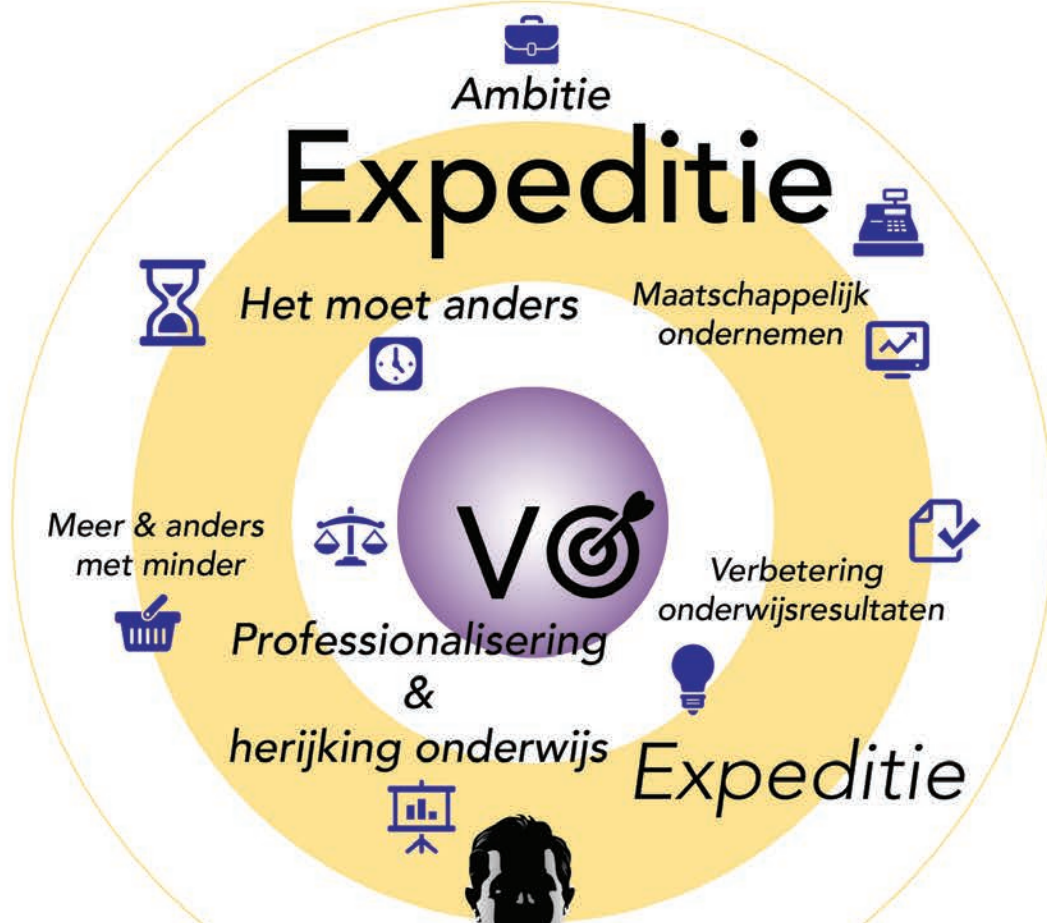 Ambitie
Expeditie
Het moet anders
Maatschappelijk
ondernemen
VO
Meer & anders
met minder
Verbetering
onderwijsresultaten
Professionalisering
&
herijking onderwijs
Expeditie